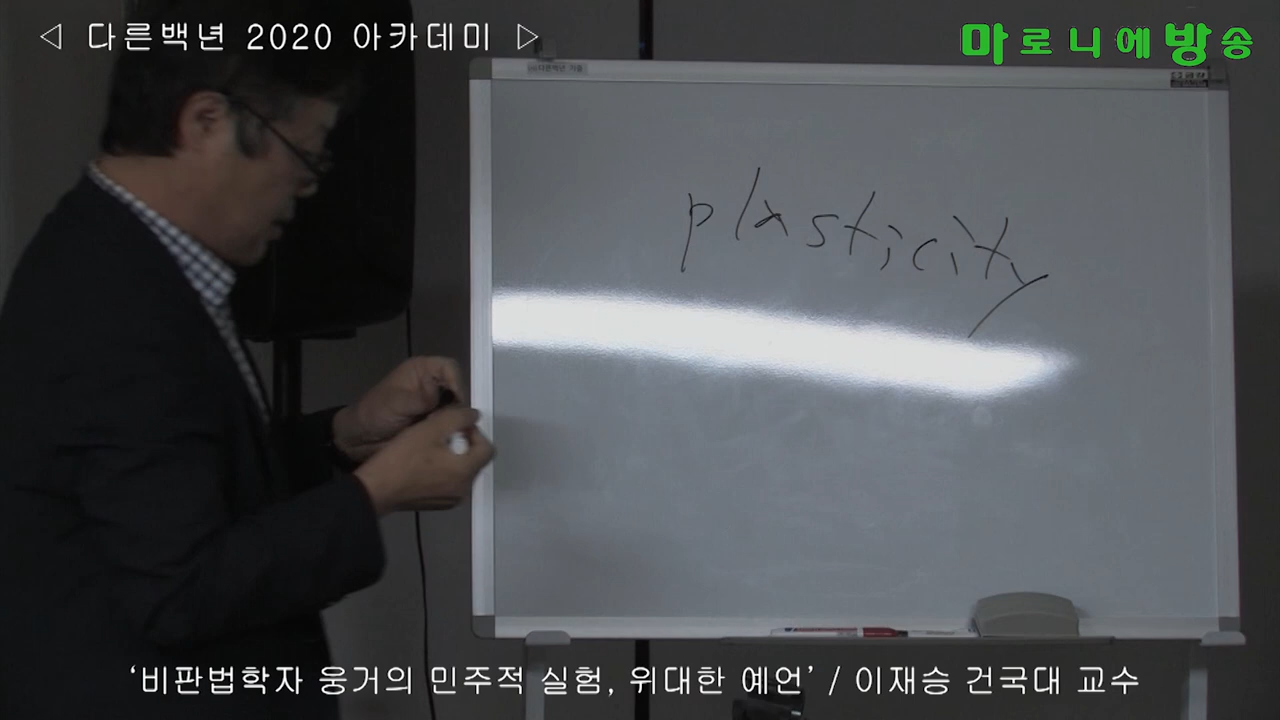 ◁ 다른백년 2020 아카데미 ▷
마로니에방송
plasticity
‘비판법학자 웅거의 민주적 실험, 위대한 예언’ / 이재승 건국대 교수